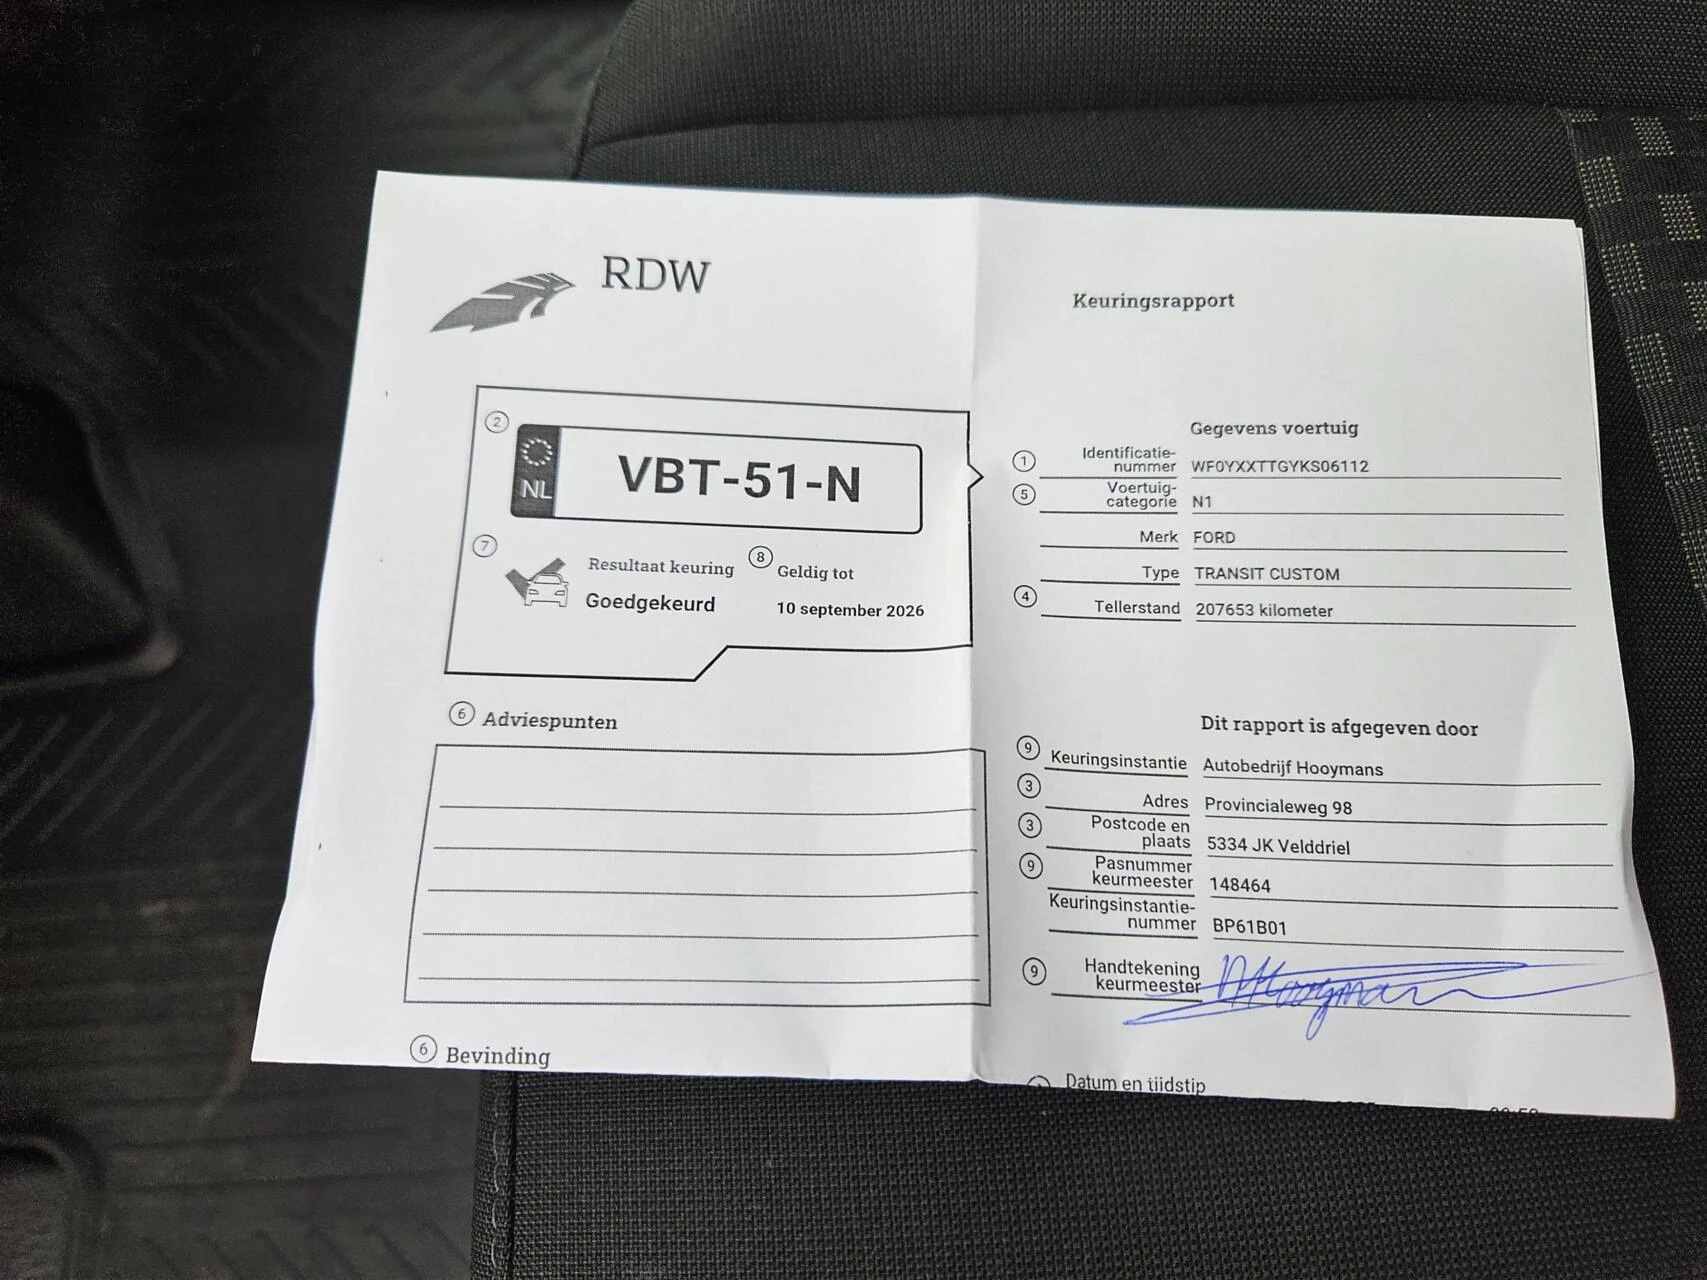 RDW
Keuringsrapport
2
NL
VBT-51-N
7
Resultaat keuring
Goedgekeurd
8
Geldig tot
10 september 2026
Gegevens voertuig
1
Identificatie-
nummer WF0YXXTTGYKS06112
5
Voertuig-
categorie N1
Merk FORD
Type TRANSIT CUSTOM
4
Tellerstand 207653 kilometer
6 Adviespunten
Dit rapport is afgegeven door
9
Keuringsinstantie Autobedrijf Hooymans
3
Adres Provincialeweg 98
3
Postcode en
plaats 5334 JK Velddriel
9
Pasnummer
keurmeester 148464
Keuringsinstantie-
nummer BP61B01
9
Handtekening
keurmeester
6 Bevinding
Datum en tijdstip